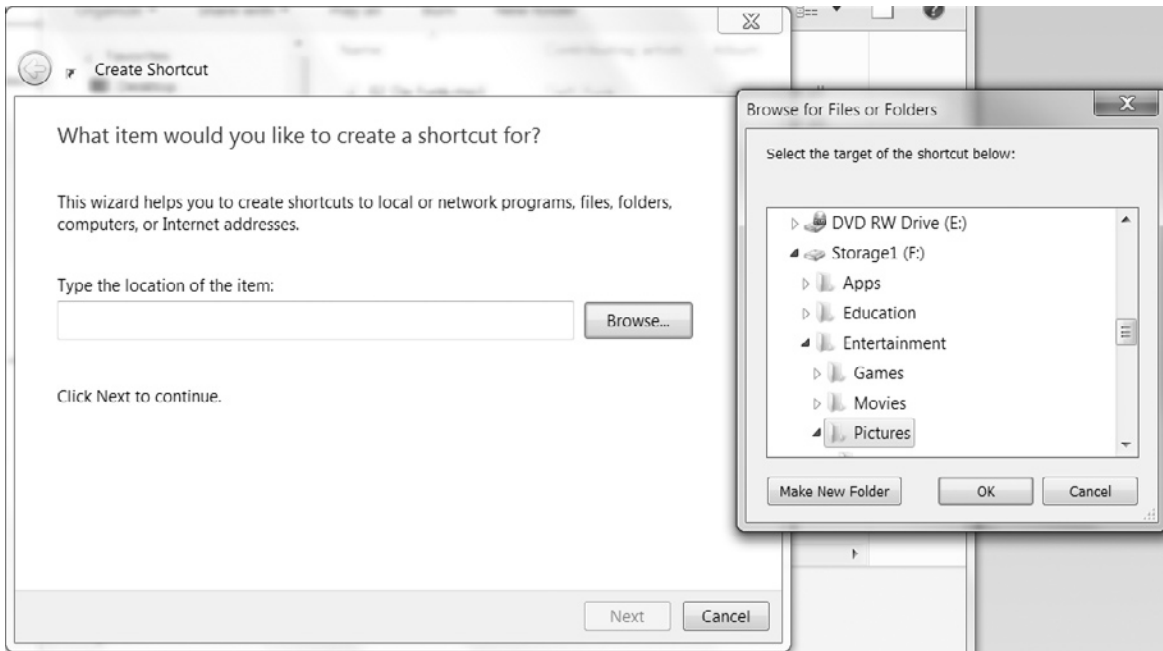 Create Shortcut
What item would you like to create a shortcut for?
This wizard helps you to create shortcuts to local or network programs, files, folders,
computers, or Internet addresses.
Type the location of the item:
Browse...
Click Next to continue.
Next
Cancel
Browse for Files or Folders
Select the target of the shortcut below:
DVD RW Drive (E:)
Storage1 (F:)
Apps
Education
Entertainment
Games
Movies
Pictures
Make New Folder
OK
Cancel